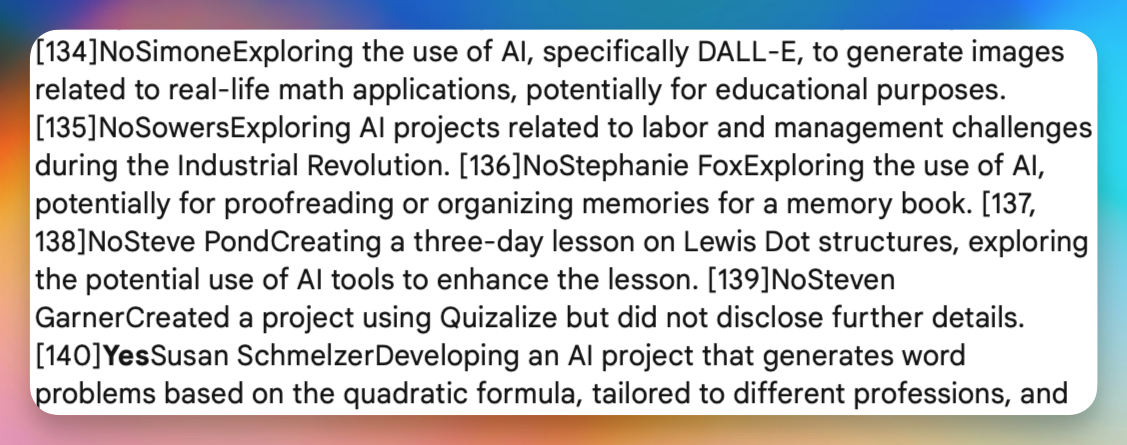 [134]NoSimoneExploring the use of AI, specifically DALL-E, to generate images
related to real-life math applications, potentially for educational purposes.
[135]NoSowersExploring AI projects related to labor and management challenges
during the Industrial Revolution. [136]NoStephanie FoxExploring the use of AI,
potentially for proofreading or organizing memories for a memory book. [137,
138]NoSteve PondCreating a three-day lesson on Lewis Dot structures, exploring
the potential use of AI tools to enhance the lesson. [139]NoSteven
GarnerCreated a project using Quizalize but did not disclose further details.
[140]YesSusan SchmelzerDeveloping an AI project that generates word
problems based on the quadratic formula, tailored to different professions, and